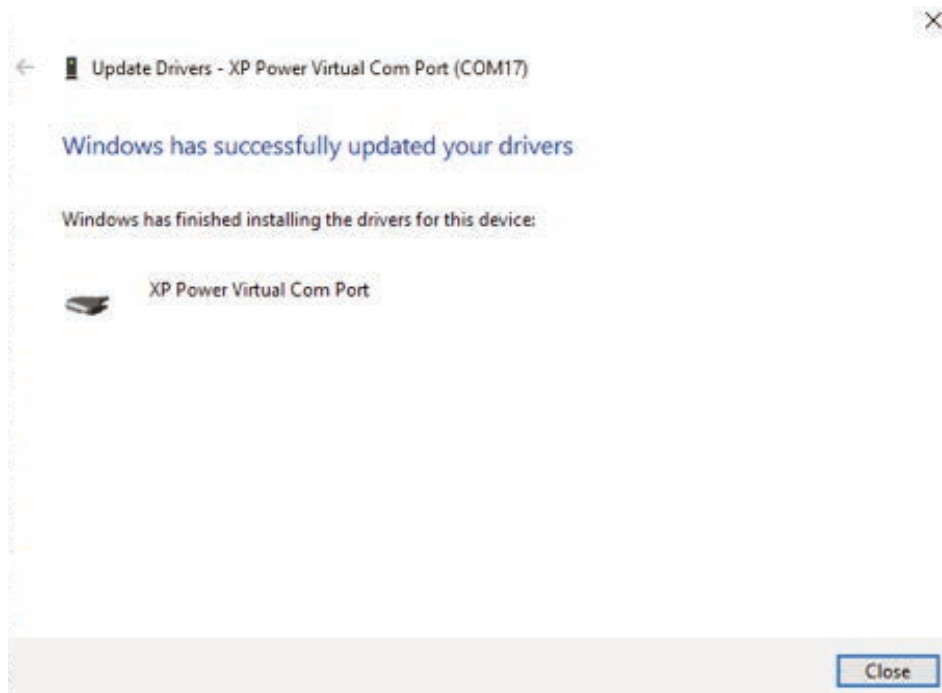 Update Drivers - XP Power Virtual Com Port (COM17)
Windows has successfully updated your drivers
Windows has finished installing the drivers for this device:
XP Power Virtual Com Port
Close